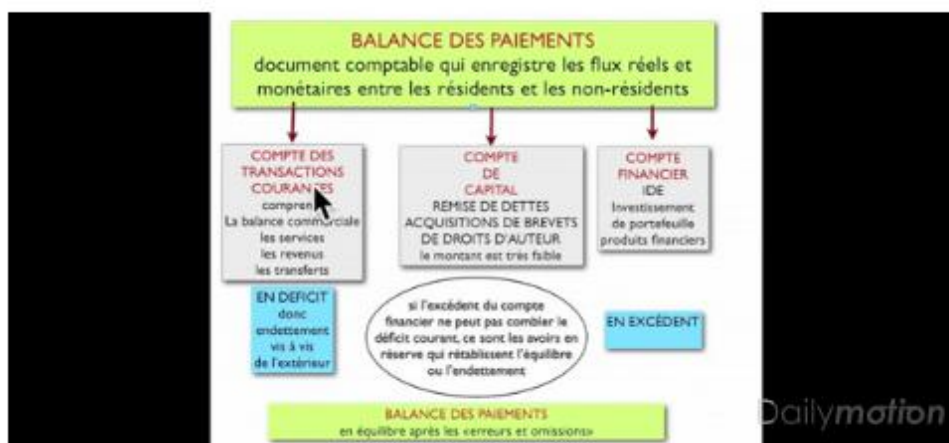 BALANCE DES PAIEMENTS
document comptable qui enregistre les flux réels et
monétaires entre les résidents et les non-résidents
COMPTE DES
TRANSACTIONS
COURANTES
compren
La balance commerciale
les services
les revenus
les transferts
COMPTE
DE
CAPITAL
REMISE DE DETTES
ACQUISITIONS DE BREVETS
DE DROITS D'AUTEUR
le montant est très faible
COMPTE
FINANCIER
IDE
Investissement
de portefeuille
produits financiers
EN DEFICIT
donc
endettement
vis à vis
de l'extérieur
si l'excédent du compte
financier ne peut pas combler le
déficit courant, ce sont les avoirs en
réserve qui rétablissent l'équilibre
ou l'endettement
EN EXCÉDENT
BALANCE DES PAIEMENTS
en équilibre après les «erreurs et omissions»
Dailymotion